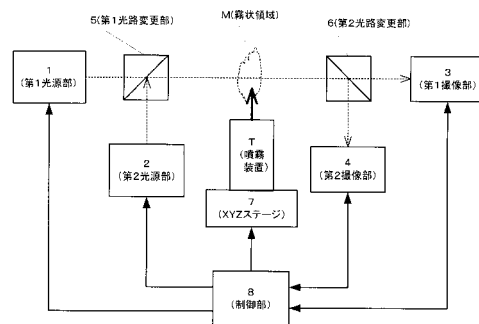 5(第1光路変更部)
M(霧状領域)
6(第2光路変更部)
1
(第1光源部)
3
(第1撮像部)
2
(第2光源部)
T
(噴霧
装置)
4
(第2撮像部)
7
(XYZステージ)
8
(制御部)